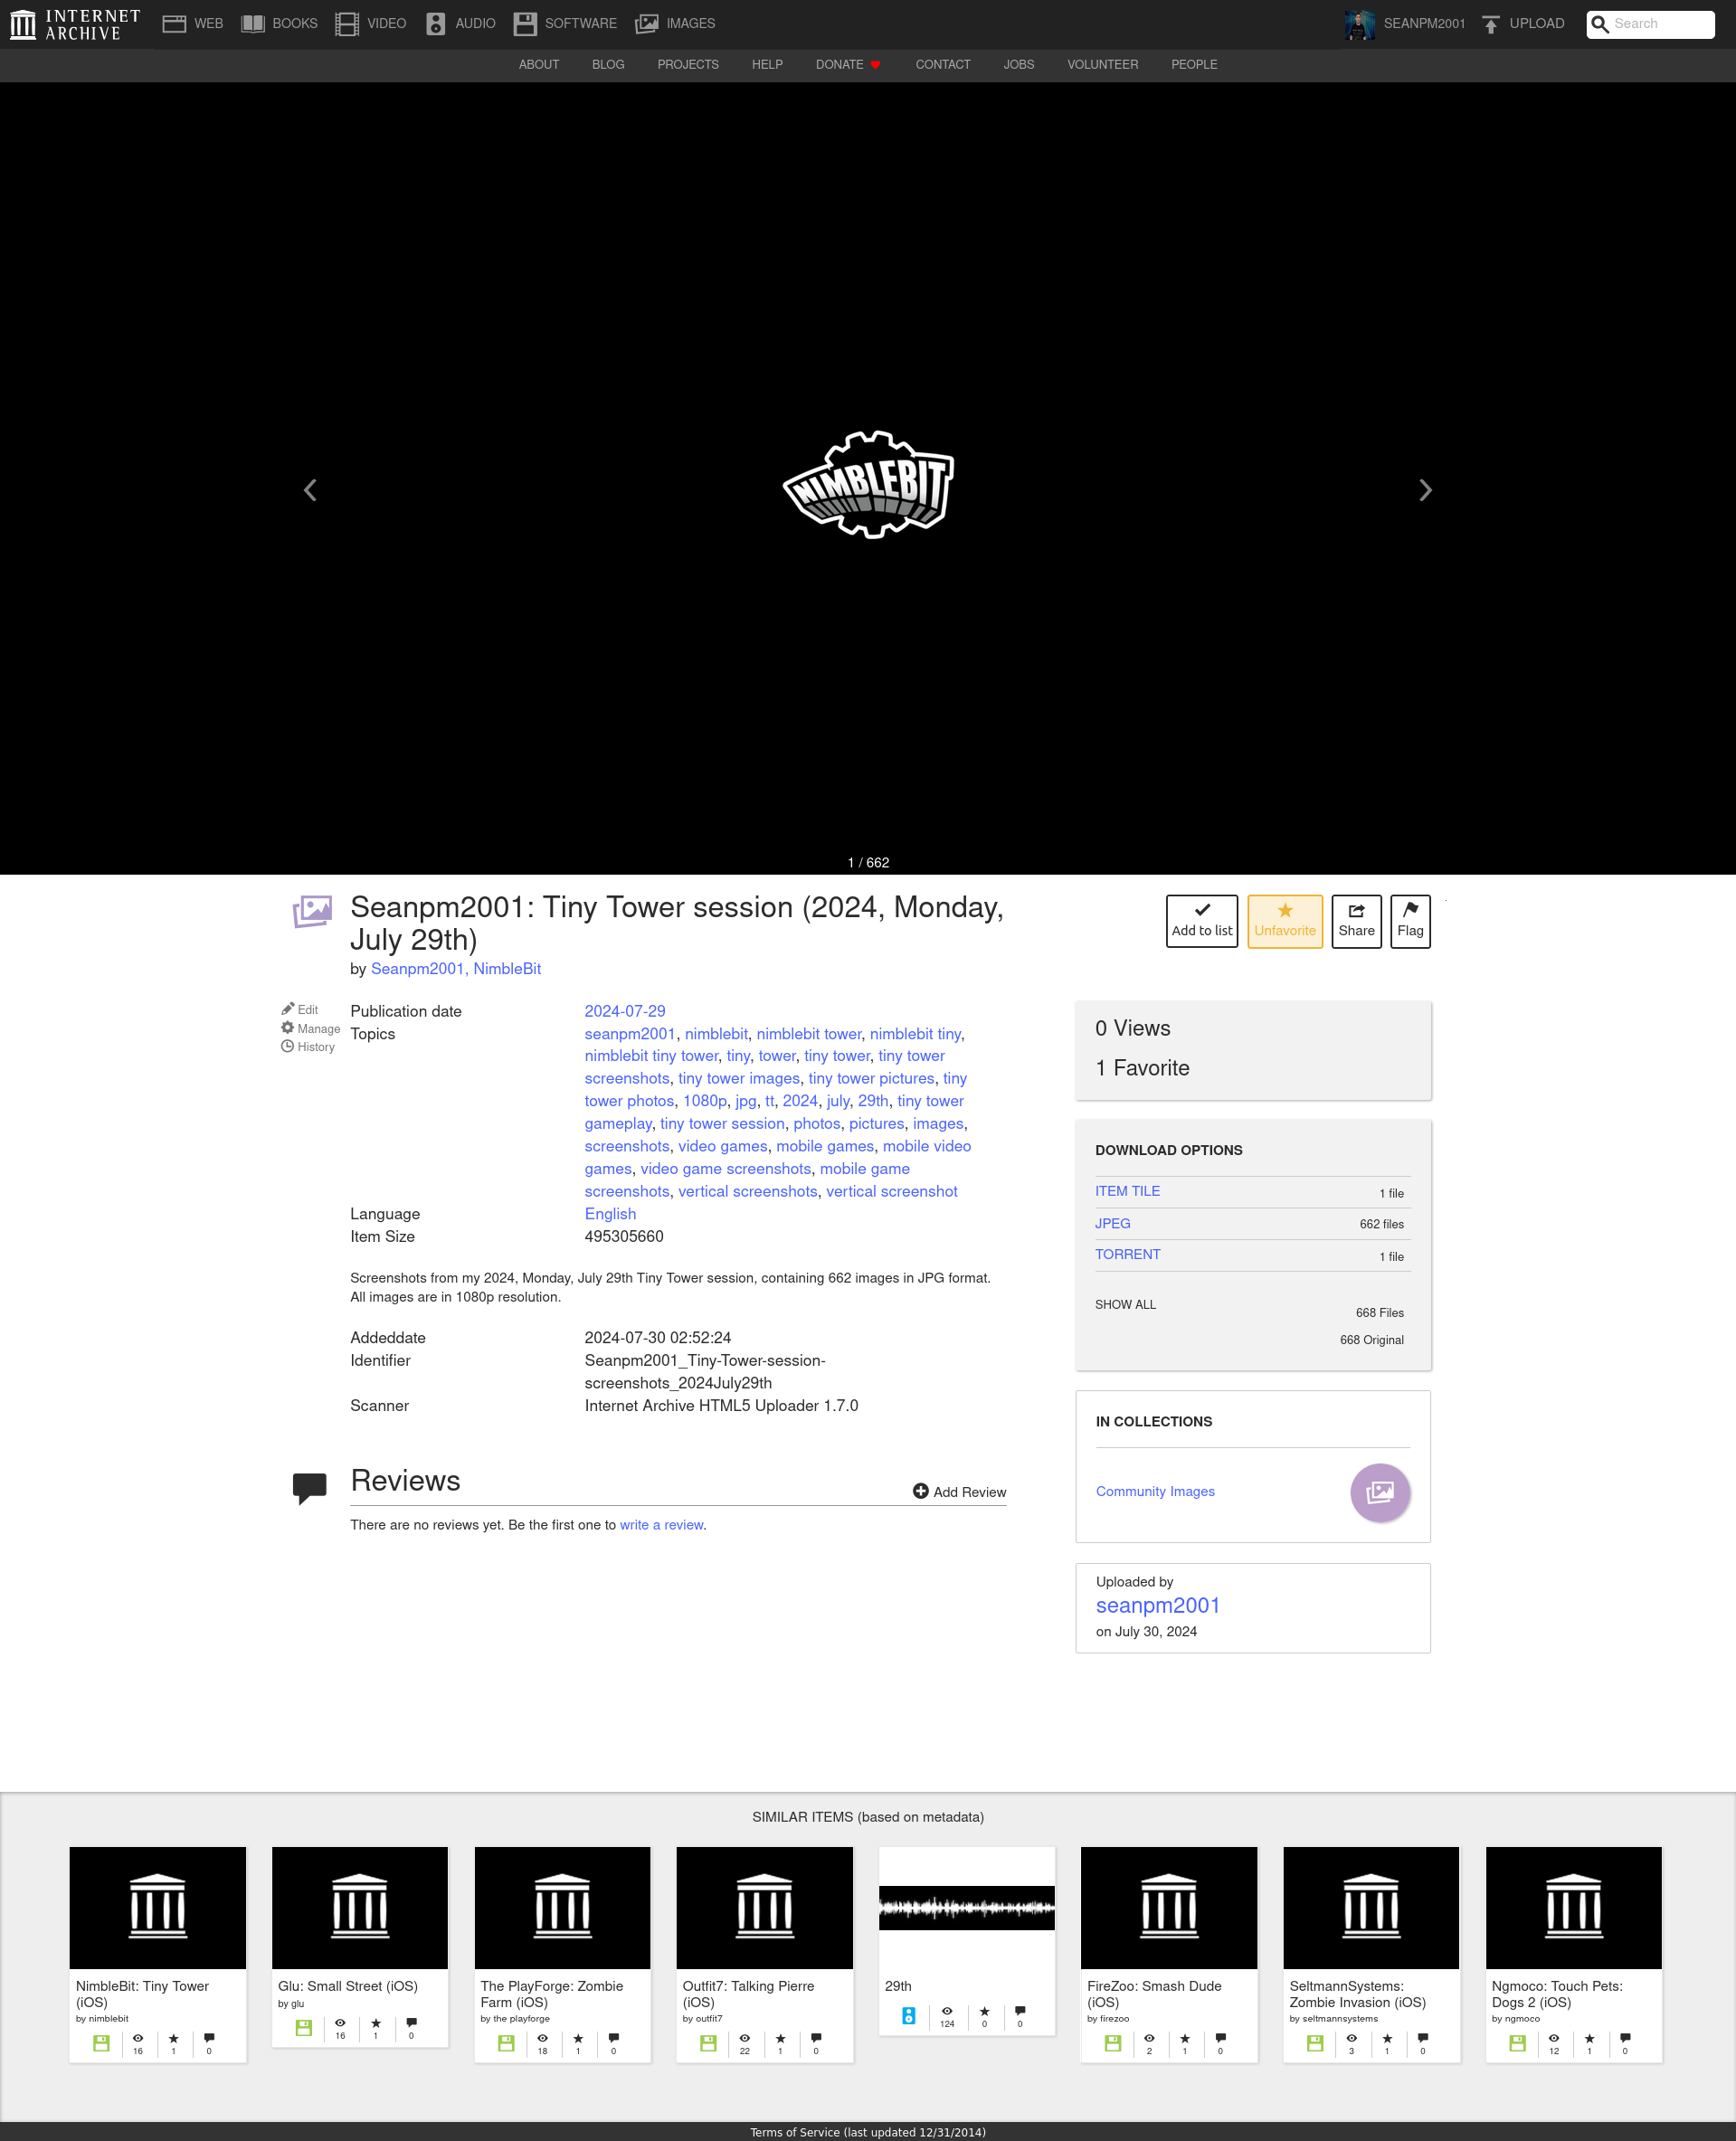 INTERNET
ARCHIVE
WEB BOOKS VIDEO AUDIO SOFTWARE IMAGES SEANPM2001 UPLOAD Search
ABOUT BLOG PROJECTS HELP DONATE CONTACT JOBS VOLUNTEER PEOPLE
NIMBLEBIT
1 / 662
Seanpm2001: Tiny Tower session (2024, Monday,
July 29th)
by Seanpm2001, NimbleBit
Add to list Unfavorite Share Flag
Edit
Manage
History
Publication date 2024-07-29
Topics seanpm2001, nimblebit, nimblebit tower, nimblebit tiny,
nimblebit tiny tower, tiny, tower, tiny tower, tiny tower
screenshots, tiny tower images, tiny tower pictures, tiny
tower photos, 1080p, jpg, tt, 2024, july, 29th, tiny tower
gameplay, tiny tower session, photos, pictures, images,
screenshots, video games, mobile games, mobile video
games, video game screenshots, mobile game
screenshots, vertical screenshots, vertical screenshot
Language English
Item Size 495305660
Screenshots from my 2024, Monday, July 29th Tiny Tower session, containing 662 images in JPG format.
All images are in 1080p resolution.
Addeddate 2024-07-30 02:52:24
Identifier Seanpm2001_Tiny-Tower-session-
screenshots_2024July29th
Scanner Internet Archive HTML5 Uploader 1.7.0
Reviews
Add Review
There are no reviews yet. Be the first one to write a review.
0 Views
1 Favorite
DOWNLOAD OPTIONS
ITEM TILE 1 file
JPEG 662 files
TORRENT 1 file
SHOW ALL 668 Files
668 Original
IN COLLECTIONS
Community Images
Uploaded by
seanpm2001
on July 30, 2024
SIMILAR ITEMS (based on metadata)
NimbleBit: Tiny Tower
(iOS)
by nimblebit
16 1 0
Glu: Small Street (iOS)
by glu
16 1 0
The PlayForge: Zombie
Farm (iOS)
by the playforge
18 1 0
Outfit7: Talking Pierre
(iOS)
by outfit7
22 1 0
29th
124 0 0
FireZoo: Smash Dude
(iOS)
by firezoo
2 1 0
SeltmannSystems:
Zombie Invasion (iOS)
by seltmannsystems
3 1 0
Ngmoco: Touch Pets:
Dogs 2 (iOS)
by ngmoco
12 1 0
Terms of Service (last updated 12/31/2014)